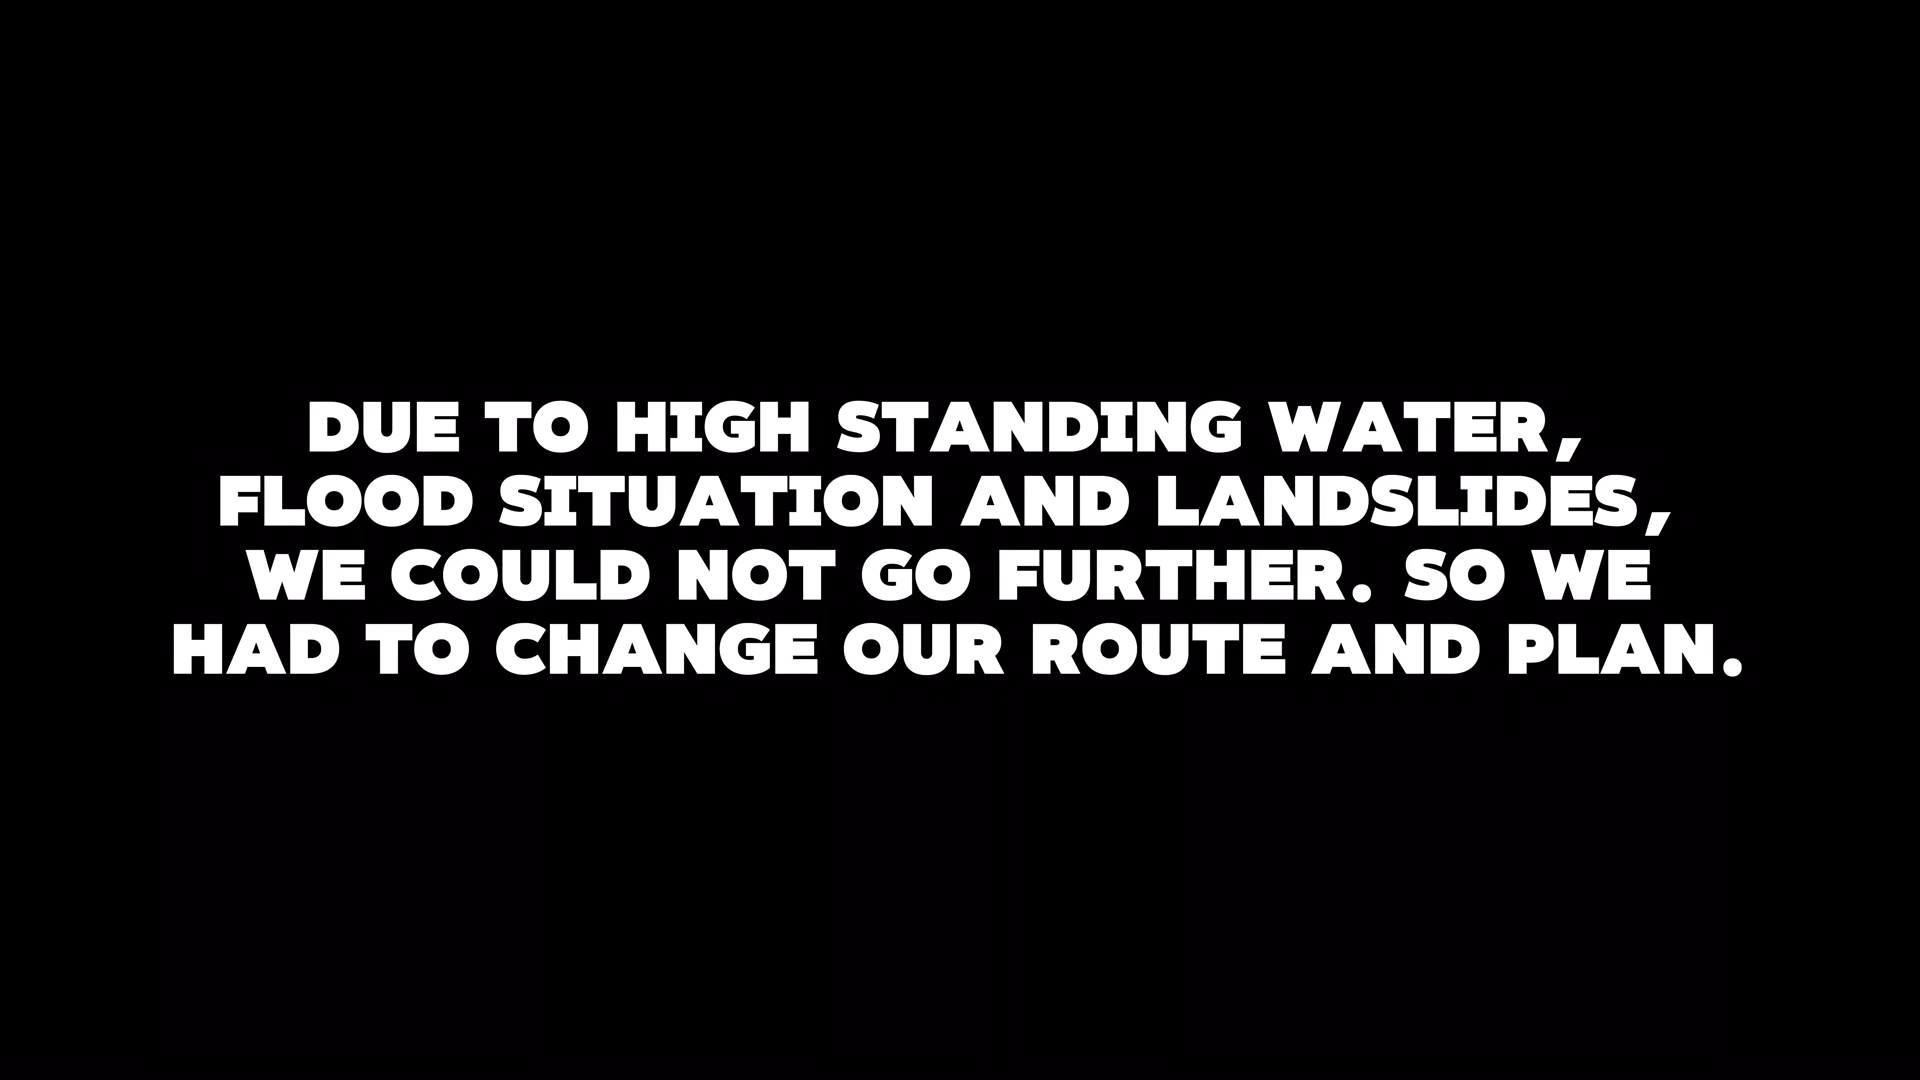 DUE TO HIGH STANDING WATER,
FLOOD SITUATION AND LANDSLIDES,
WE COULD NOT GO FURTHER. SO WE
HAD TO CHANGE OUR ROUTE AND PLAN.